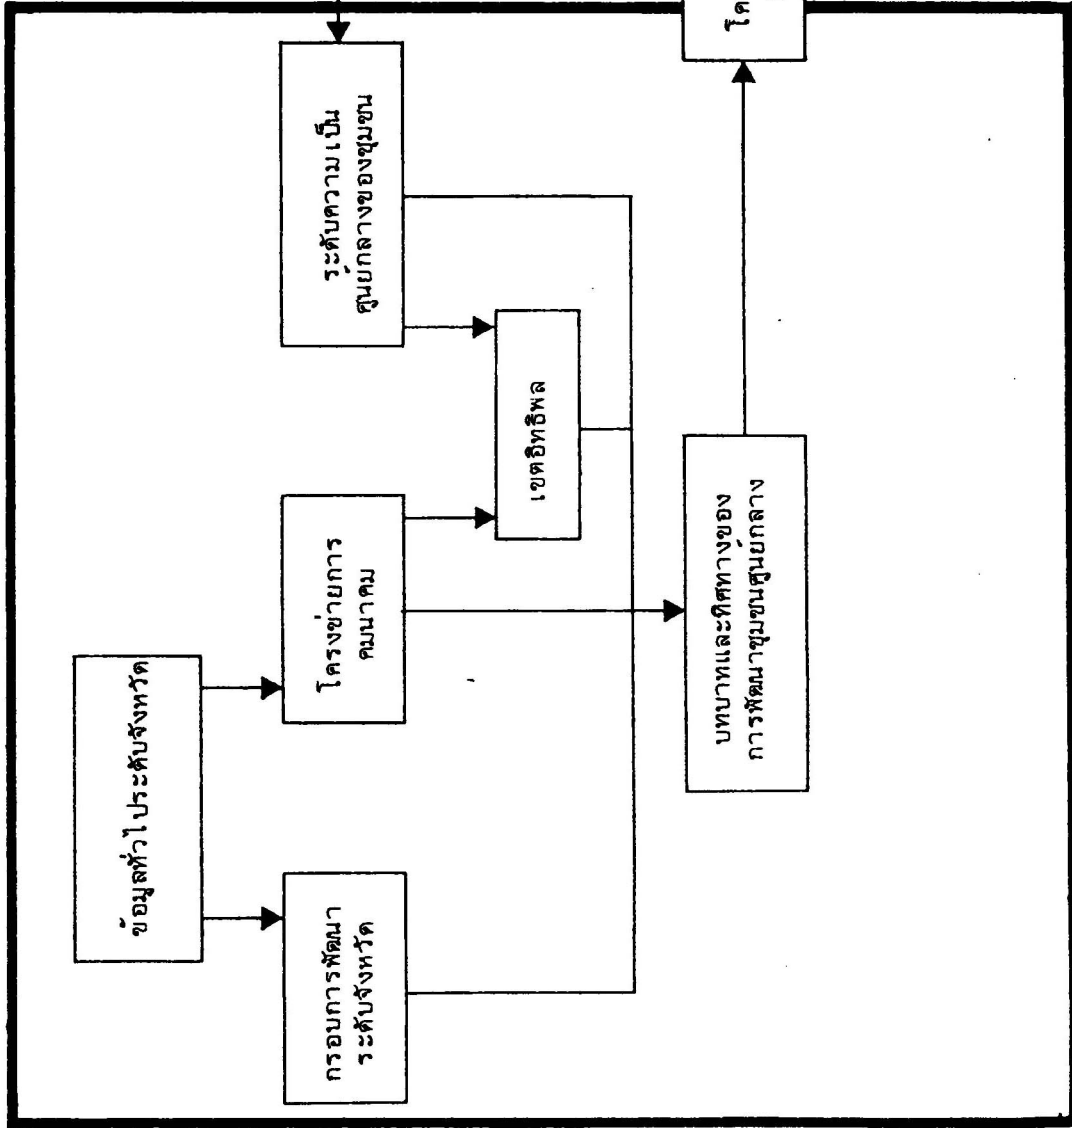 ข้อมูลทั่วไประดับจังหวัด
กรอบการพัฒนา
ระดับจังหวัด
โครงข่ายการ
คมนาคม
ระดับความเป็น
ศูนย์กลางของชุมชน
เขตอิทธิพล
บทบาทและทิศทางของ
การพัฒนาชุมชนศูนย์กลาง
โค